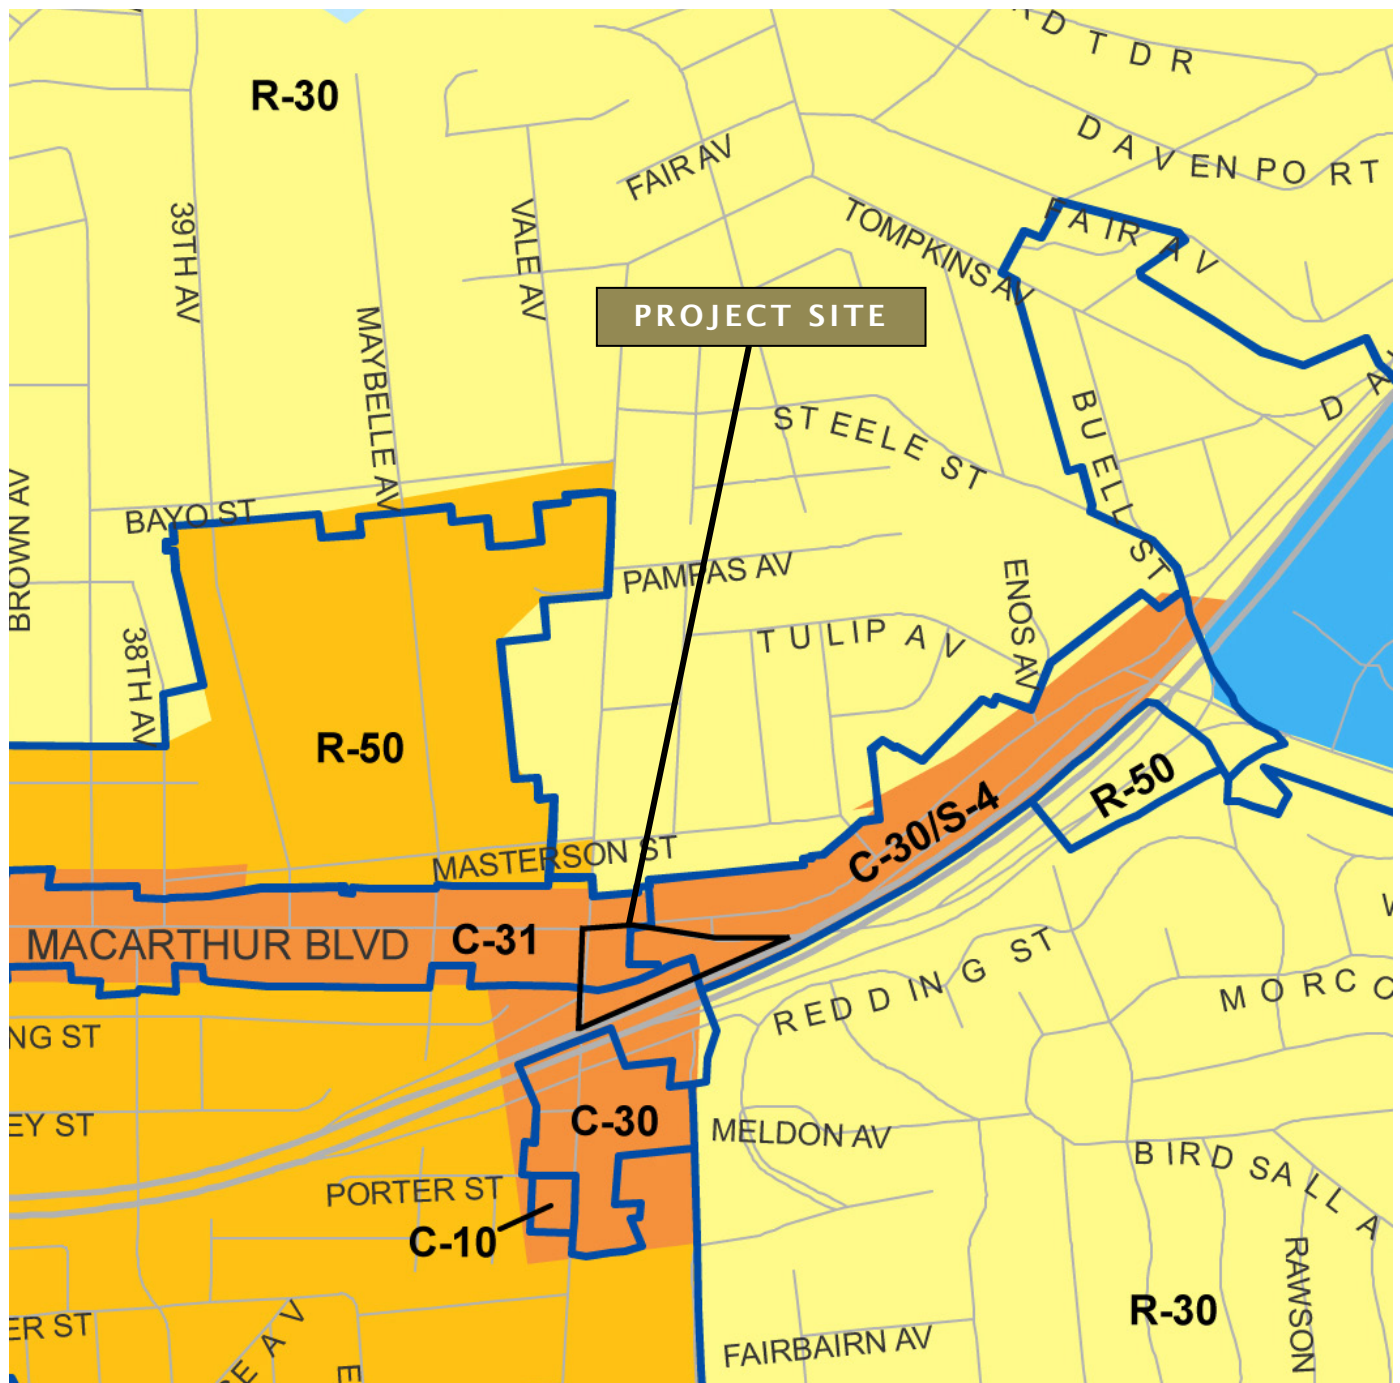 R-30
DAVENPORT
FAIR AV
39TH AV
VALE AV
TOMPKINS AV
FAIR AV
PROJECT SITE
MAYBELLE AV
STEELE ST
BUELL ST
BROWN AV
BAYO ST
PAMPAS AV
ENOS AV
TULIP AV
38TH AV
R-50
R-50
C-30/S-4
MASTERSON ST
MACARTHUR BLVD
C-31
REDDING ST
MORCC
NG ST
C-30
EY ST
MELDON AV
BIRDSALL A
PORTER ST
C-10
RAWSON
R-30
ER ST
E AV
E
FAIRBAIRN AV